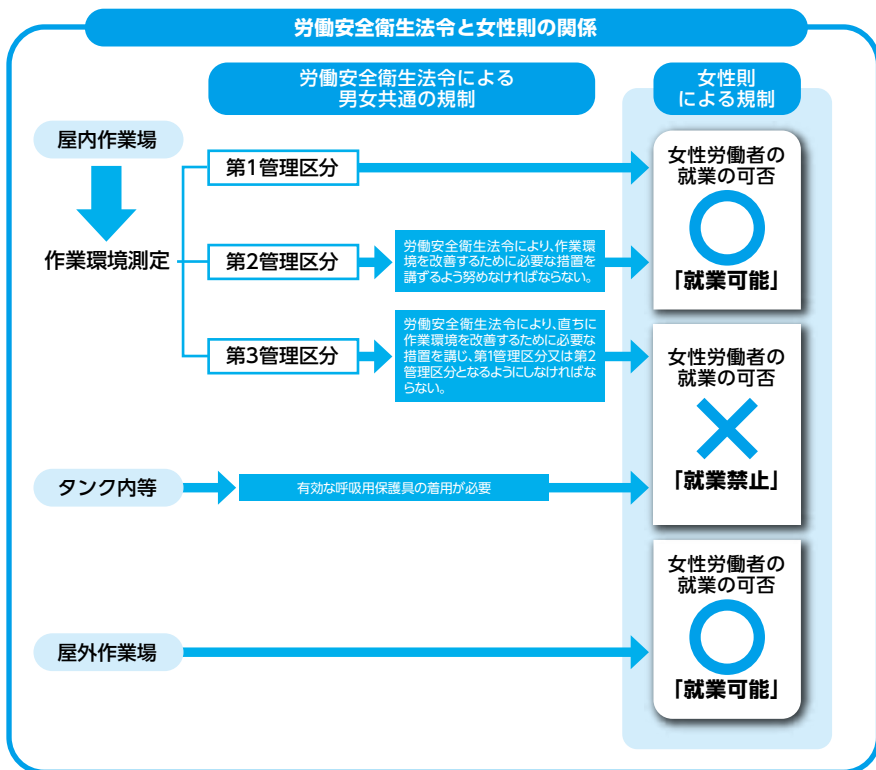 労働安全衛生法令と女性則の関係
労働安全衛生法令による
男女共通の規制
女性則
による規制
屋内作業場
作業環境測定
第1管理区分
第2管理区分
労働安全衛生法令により、作業環
境を改善するために必要な措置を
講ずるよう努めなければならない。
女性労働者の
就業の可否
「就業可能」
第3管理区分
労働安全衛生法令により、直ちに
作業環境を改善するために必要な
措置を講じ、第1管理区分又は第2
管理区分となるようにしなければな
らない。
タンク内等
有効な呼吸用保護具の着用が必要
女性労働者の
就業の可否
「就業禁止」
屋外作業場
女性労働者の
就業の可否
「就業可能」